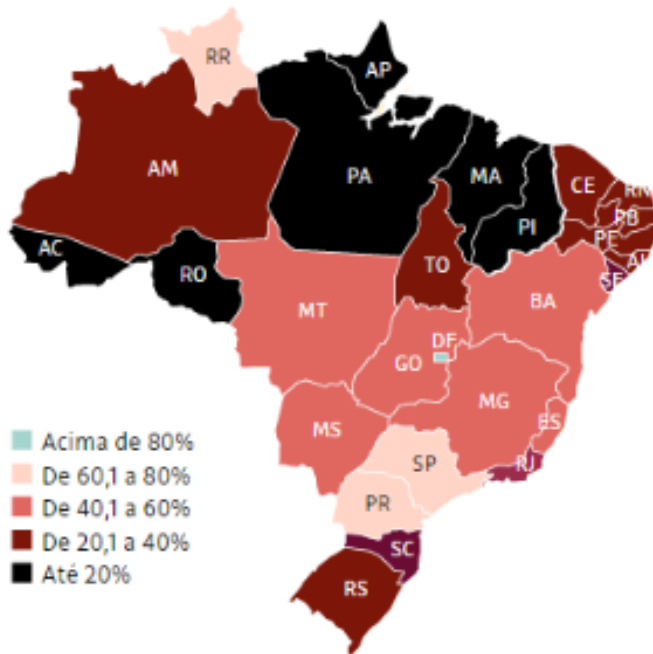 RR
AP
AM
PA
MA
CE
RN
PB
PI
PE
AL
AC
RO
TO
SE
MT
BA
DF
GO
MG
ES
MS
RJ
SP
PR
SC
RS
Acima de 80%
De 60,1 a 80%
De 40,1 a 60%
De 20,1 a 40%
Até 20%